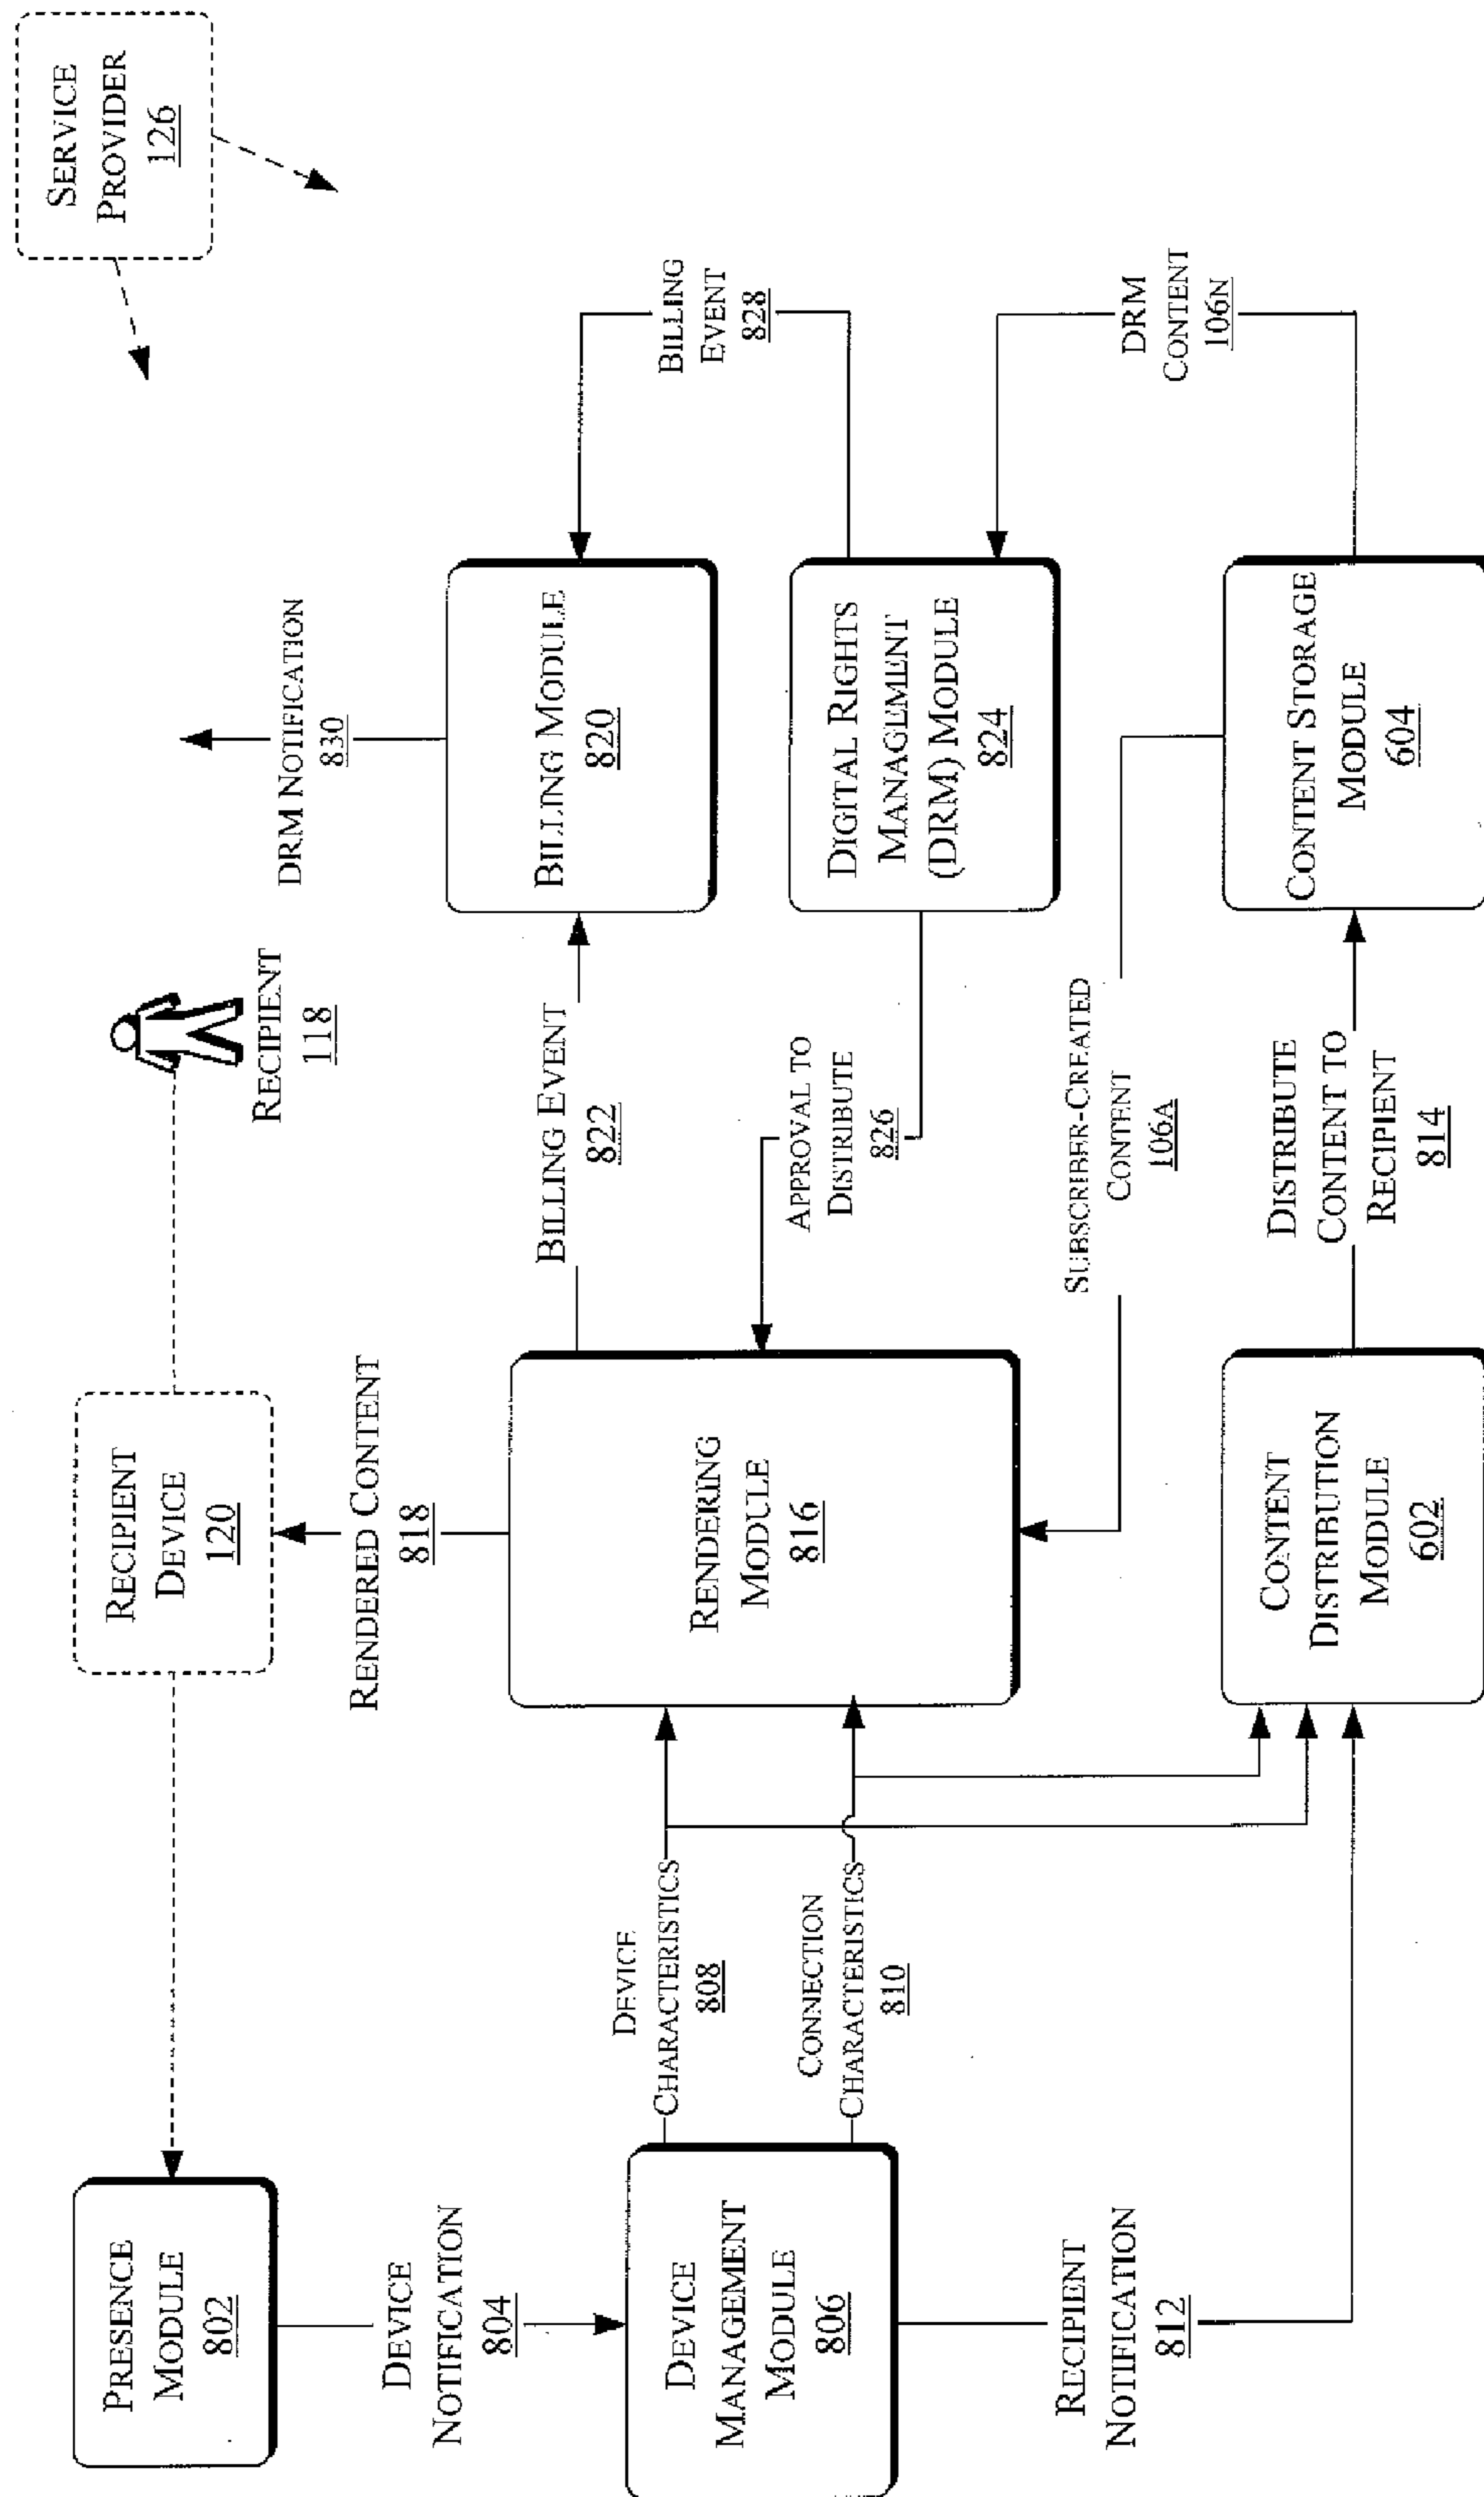 SERVICE
PROVIDER
126
PRESENCE
MODULE
802
RECIPIENT
DEVICE
120
RECIPIENT
118
DRM NOTIFICATION
830
DEVICE
NOTIFICATION
804
RENDERED CONTENT
818
BILLING EVENT
822
BILLING MODULE
820
BILLING
EVENT
828
DEVICE
MANAGEMENT
MODULE
806
DEVICE
CHARACTERISTICS
808
CONNECTION
CHARACTERISTICS
810
RENDERING
MODULE
816
APPROVAL TO
DISTRIBUTE
826
DIGITAL RIGHTS
MANAGEMENT
(DRM) MODULE
824
SUBSCRIBER-CREATED
CONTENT
106A
DRM
CONTENT
106N
RECIPIENT
NOTIFICATION
812
CONTENT
DISTRIBUTION
MODULE
602
DISTRIBUTE
CONTENT TO
RECIPIENT
814
CONTENT STORAGE
MODULE
604